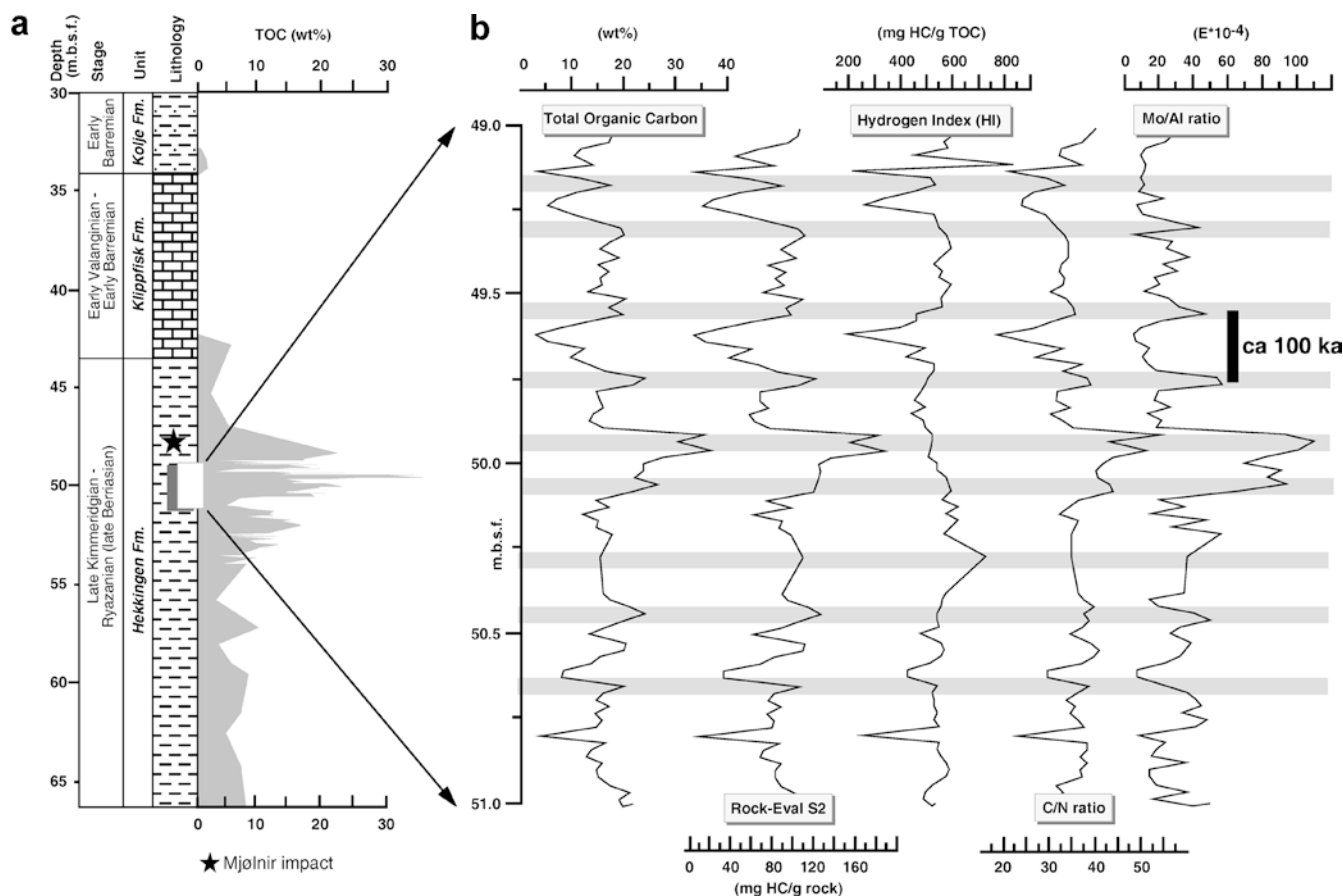 a
Depth
(m.b.s.f.)
Stage
Unit
Lithology
TOC (wt%)
0 10 20 30
30
35
40
45
50
55
60
65
Early
Barremian
Kolje Fm.
Early Valanginian -
Early Barremian
Klippfisk Fm.
Late Kimmeridgian -
Ryazanian (late Berriasian)
Hekkingen Fm.
0 10 20 30
★ Mjølnir impact
b
(wt%)
0 10 20 30 40
(mg HC/g TOC)
200 400 600 800
(E*10-4)
0 20 40 60 80 100
Total Organic Carbon
Hydrogen Index (HI)
Mo/Al ratio
49.0
49.5
50.0
m.b.s.f.
50.5
51.0
ca 100 ka
Rock-Eval S2
C/N ratio
0 40 80 120 160
(mg HC/g rock)
20 30 40 50